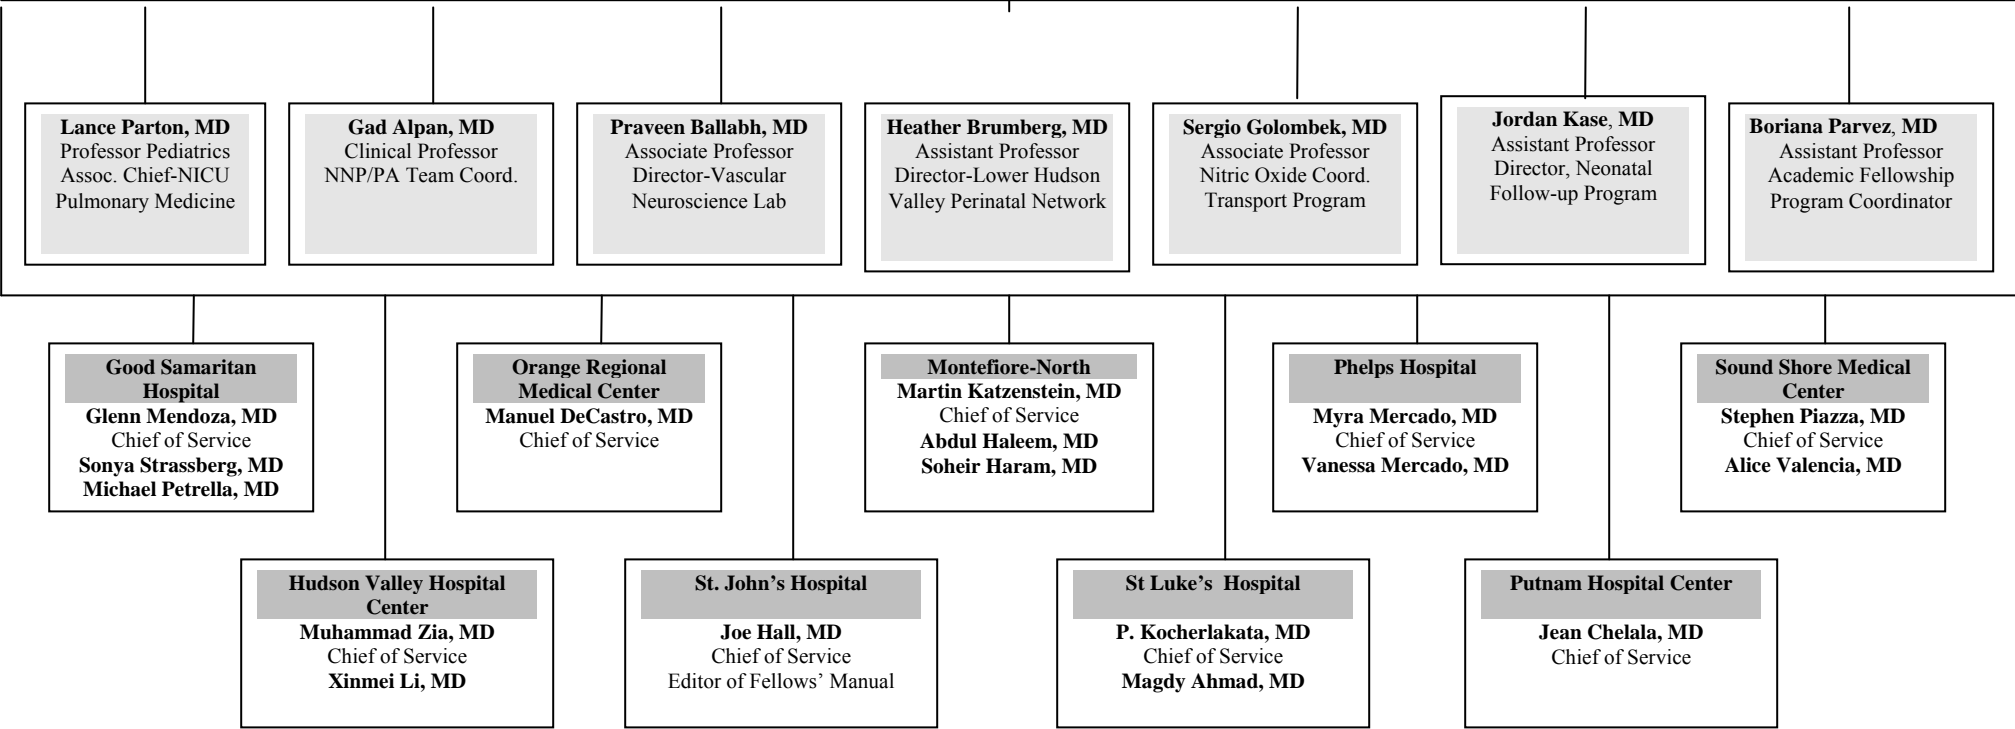 Lance Parton, MD
Professor Pediatrics
Assoc. Chief-NICU
Pulmonary Medicine
Gad Alpan, MD
Clinical Professor
NNP/PA Team Coord.
Praveen Ballabh, MD
Associate Professor
Director-Vascular
Neuroscience Lab
Heather Brumberg, MD
Assistant Professor
Director-Lower Hudson
Valley Perinatal Network
Sergio Golombek, MD
Associate Professor
Nitric Oxide Coord.
Transport Program
Jordan Kase, MD
Assistant Professor
Director, Neonatal
Follow-up Program
Boriana Parvez, MD
Assistant Professor
Academic Fellowship
Program Coordinator
Good Samaritan
Hospital
Glenn Mendoza, MD
Chief of Service
Sonya Strassberg, MD
Michael Petrella, MD
Orange Regional
Medical Center
Manuel DeCastro, MD
Chief of Service
Montefiore-North
Martin Katzenstein, MD
Chief of Service
Abdul Haleem, MD
Soheir Haram, MD
Phelps Hospital
Myra Mercado, MD
Chief of Service
Vanessa Mercado, MD
Sound Shore Medical
Center
Stephen Piazza, MD
Chief of Service
Alice Valencia, MD
Hudson Valley Hospital
Center
Muhammad Zia, MD
Chief of Service
Xinmei Li, MD
St. John’s Hospital
Joe Hall, MD
Chief of Service
Editor of Fellows’ Manual
St Luke’s  Hospital
P. Kocherlakata, MD
Chief of Service
Magdy Ahmad, MD
Putnam Hospital Center
Jean Chelala, MD
Chief of Service